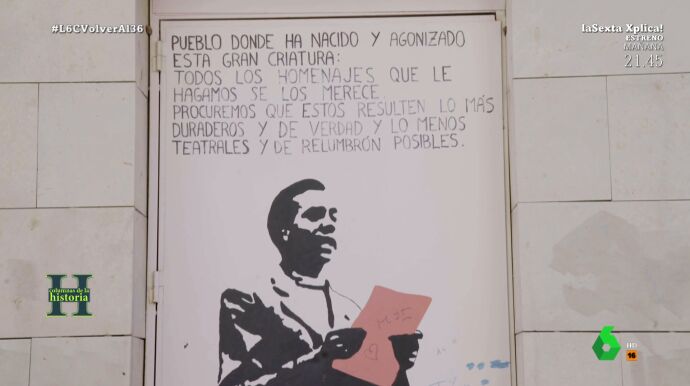 #L6CVolverAl36
laSexta Xplica!
ESTRENO
MAÑANA
21.45
PUEBLO DONDE HA NACIDO Y AGONIZADO
ESTA GRAN CRIATURA:
TODOS LOS HOMENAJES QUE LE
HAGAMOS SE LOS MERECE.
PROCUREMOS QUE ESTOS RESULTEN LO MÁS
DURADEROS Y DE VERDAD Y LO MENOS
TEATRALES Y DE RELUMBRÓN POSIBLES.
H
columnas de la
historia
6
HD
16